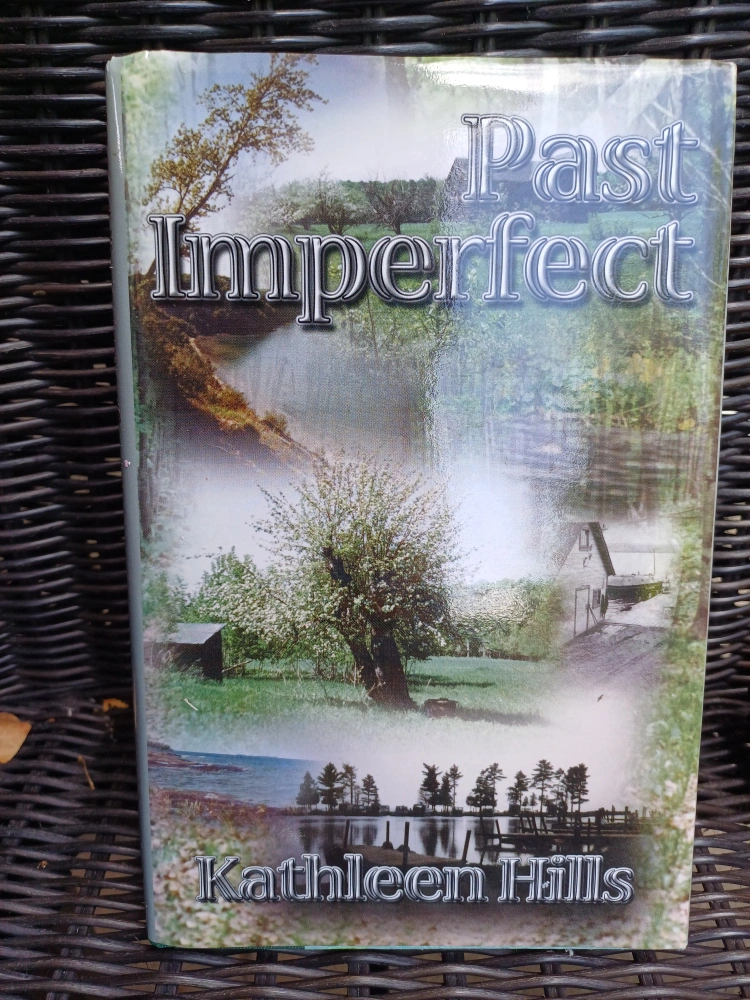 Past
Imperfect
Kathleen Hills